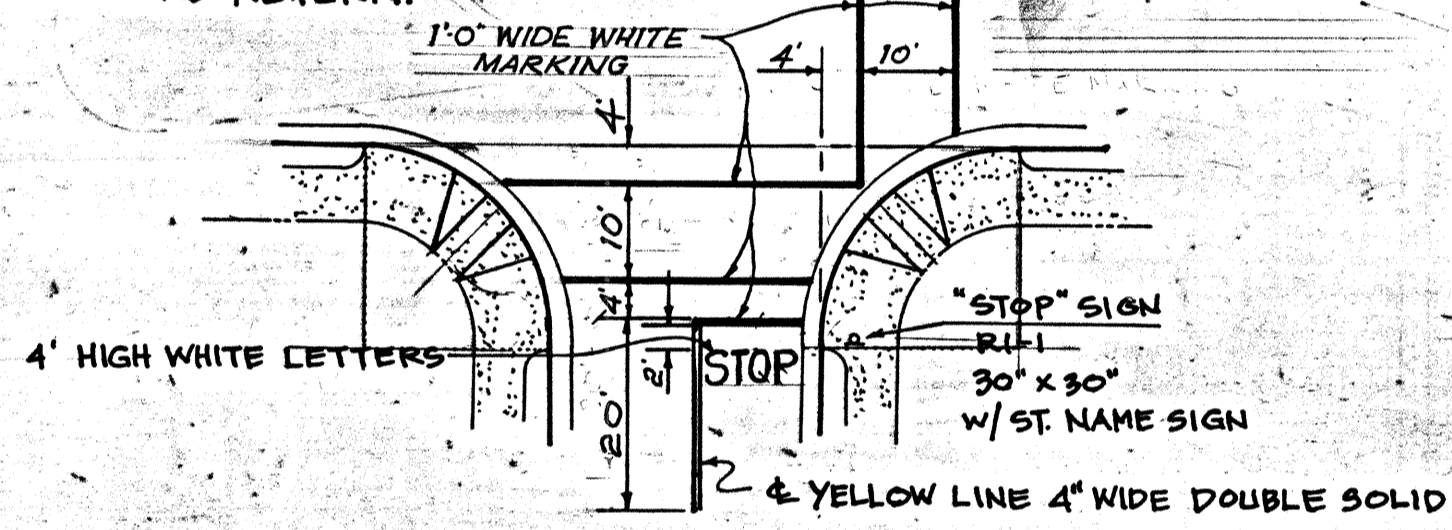 1'-0" WIDE WHITE
MARKING
4'
10'
4'
10'
4'
2'
20'
4' HIGH WHITE LETTERS
STOP
"STOP" SIGN
R1-1
30" X 30"
W/ ST. NAME SIGN
℄ YELLOW LINE 4" WIDE DOUBLE SOLID